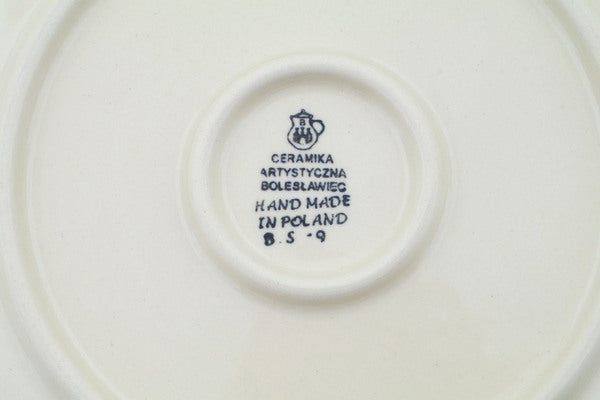 B
CERAMIKA
ARTYSTYCZNA
BOLESŁAWIEC
HAND MADE
IN POLAND
B.S-9